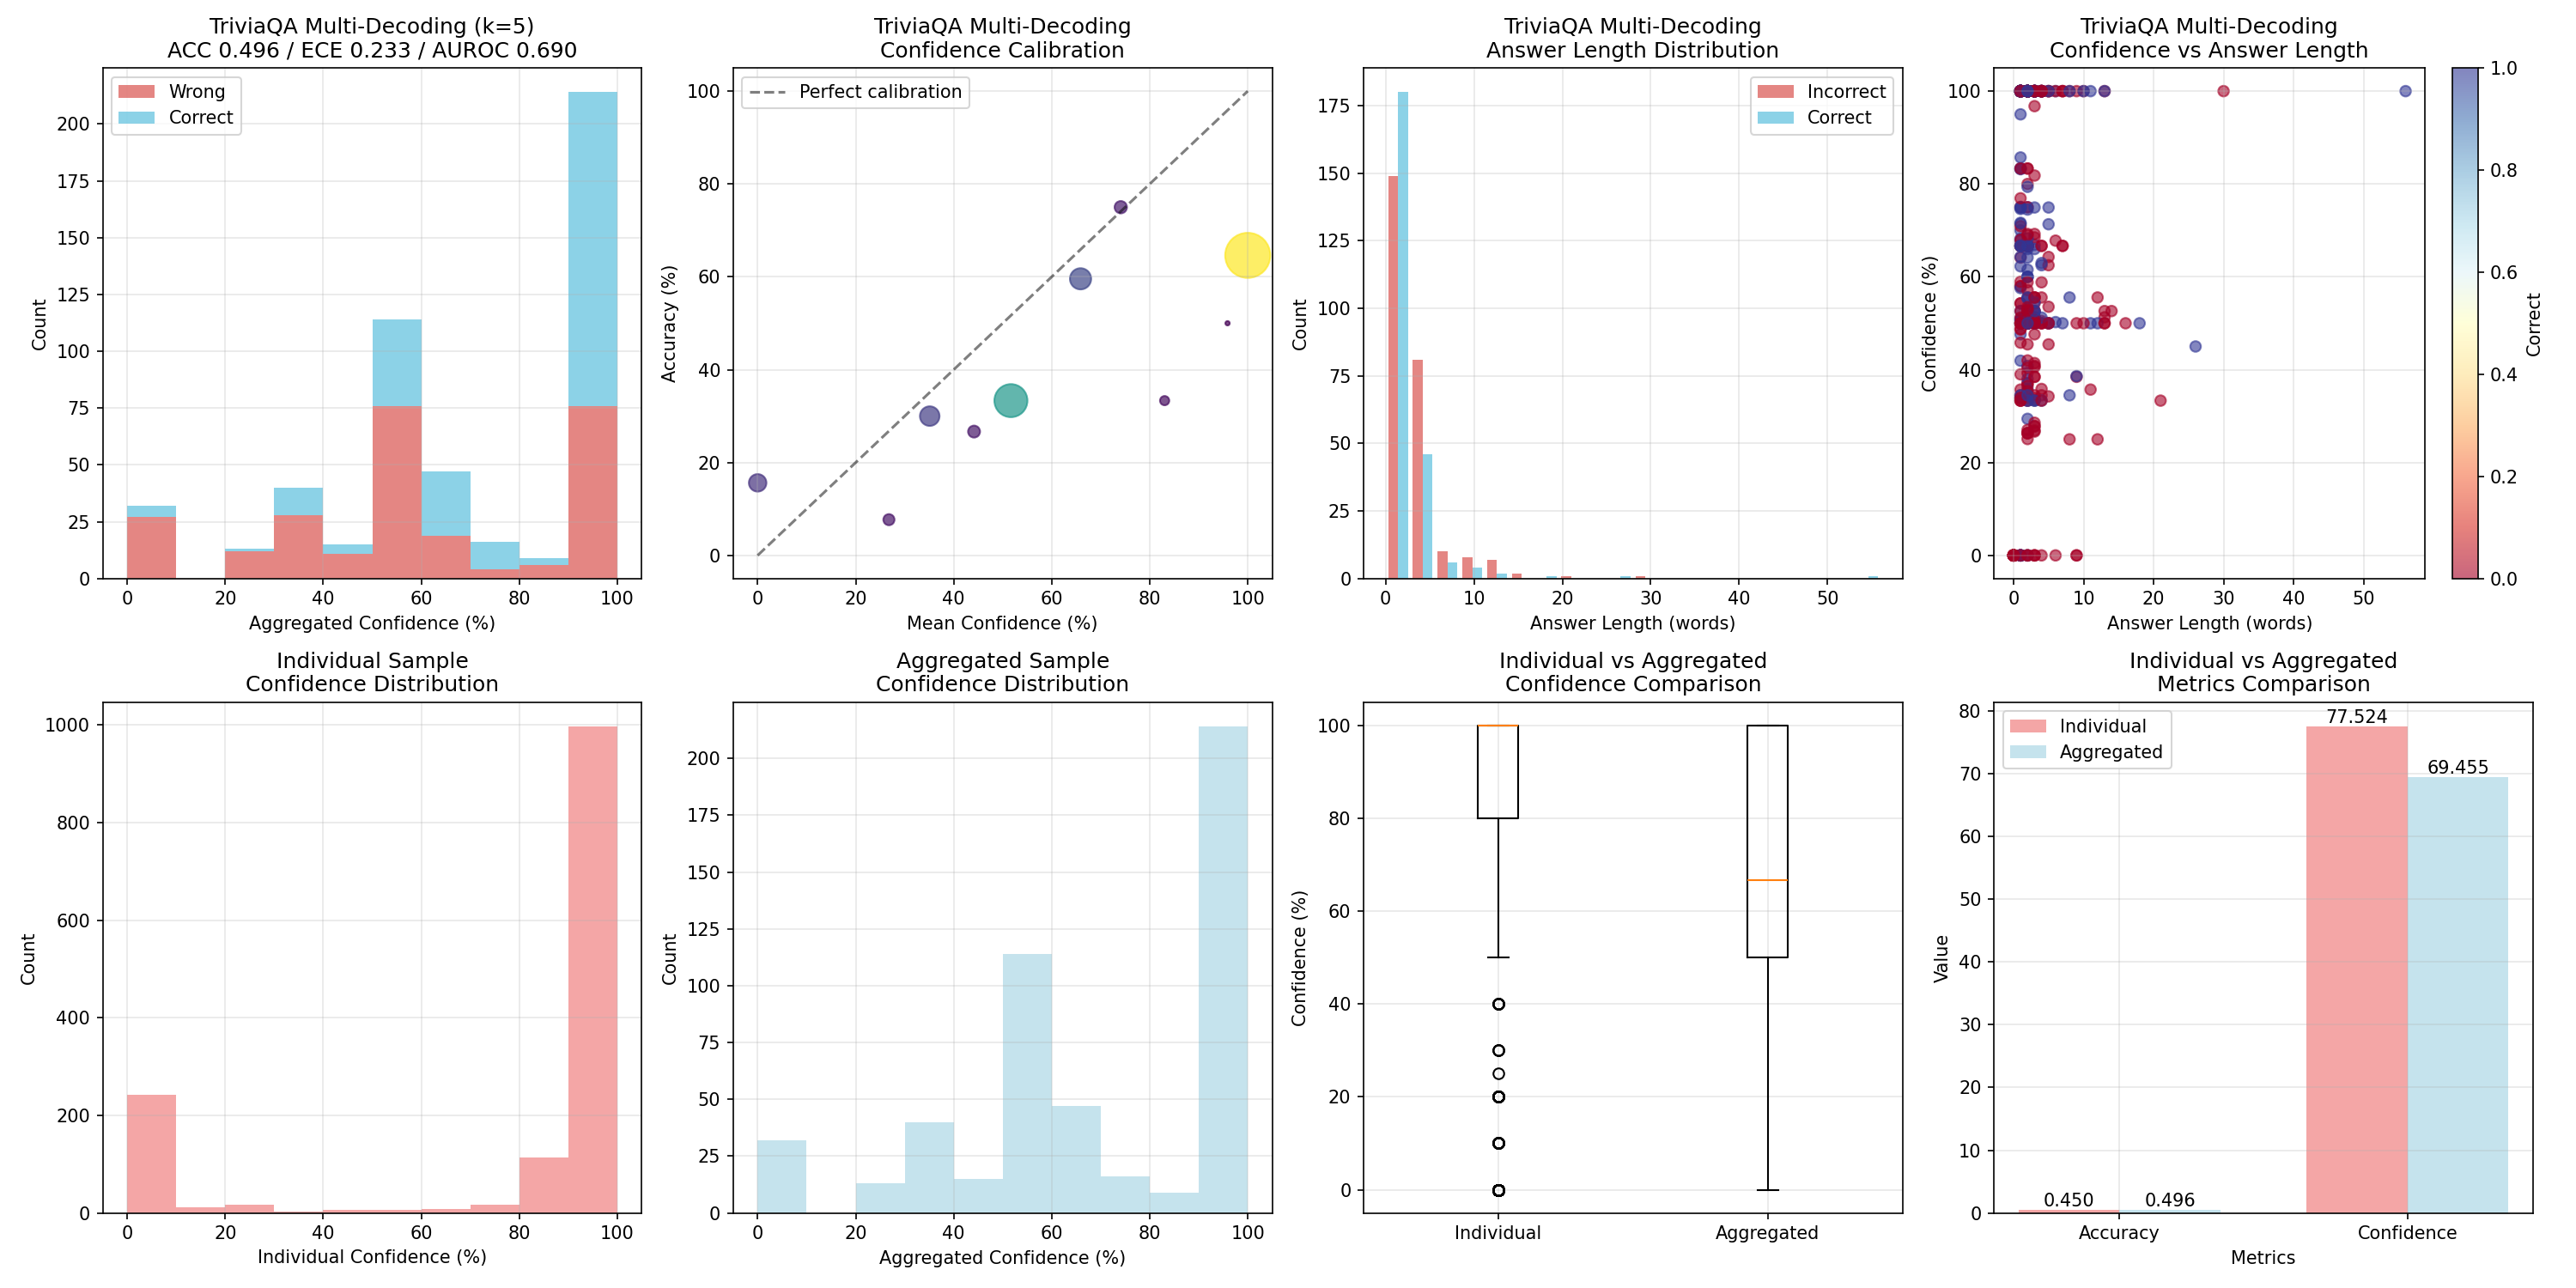 TriviaQA Multi-Decoding (k=5)
ACC 0.496 / ECE 0.233 / AUROC 0.690
Wrong
Correct
200
175
150
125
100
75
50
25
0
Count
0 20 40 60 80 100
Aggregated Confidence (%)
TriviaQA Multi-Decoding
Confidence Calibration
Perfect calibration
100
80
60
40
20
0
Accuracy (%)
0 20 40 60 80 100
Mean Confidence (%)
TriviaQA Multi-Decoding
Answer Length Distribution
Incorrect
Correct
175
150
125
100
75
50
25
0
Count
0 10 20 30 40 50
Answer Length (words)
TriviaQA Multi-Decoding
Confidence vs Answer Length
100
80
60
40
20
0
Confidence (%)
0 10 20 30 40 50
Answer Length (words)
1.0
0.8
0.6
0.4
0.2
0.0
Correct
Individual Sample
Confidence Distribution
1000
800
600
400
200
0
Count
0 20 40 60 80 100
Individual Confidence (%)
Aggregated Sample
Confidence Distribution
200
175
150
125
100
75
50
25
0
Count
0 20 40 60 80 100
Aggregated Confidence (%)
Individual vs Aggregated
Confidence Comparison
100
80
60
40
20
0
Confidence (%)
Individual Aggregated
Individual vs Aggregated
Metrics Comparison
Individual
Aggregated
77.524
69.455
0.450 0.496
80
70
60
50
40
30
20
10
0
Value
Accuracy Confidence
Metrics